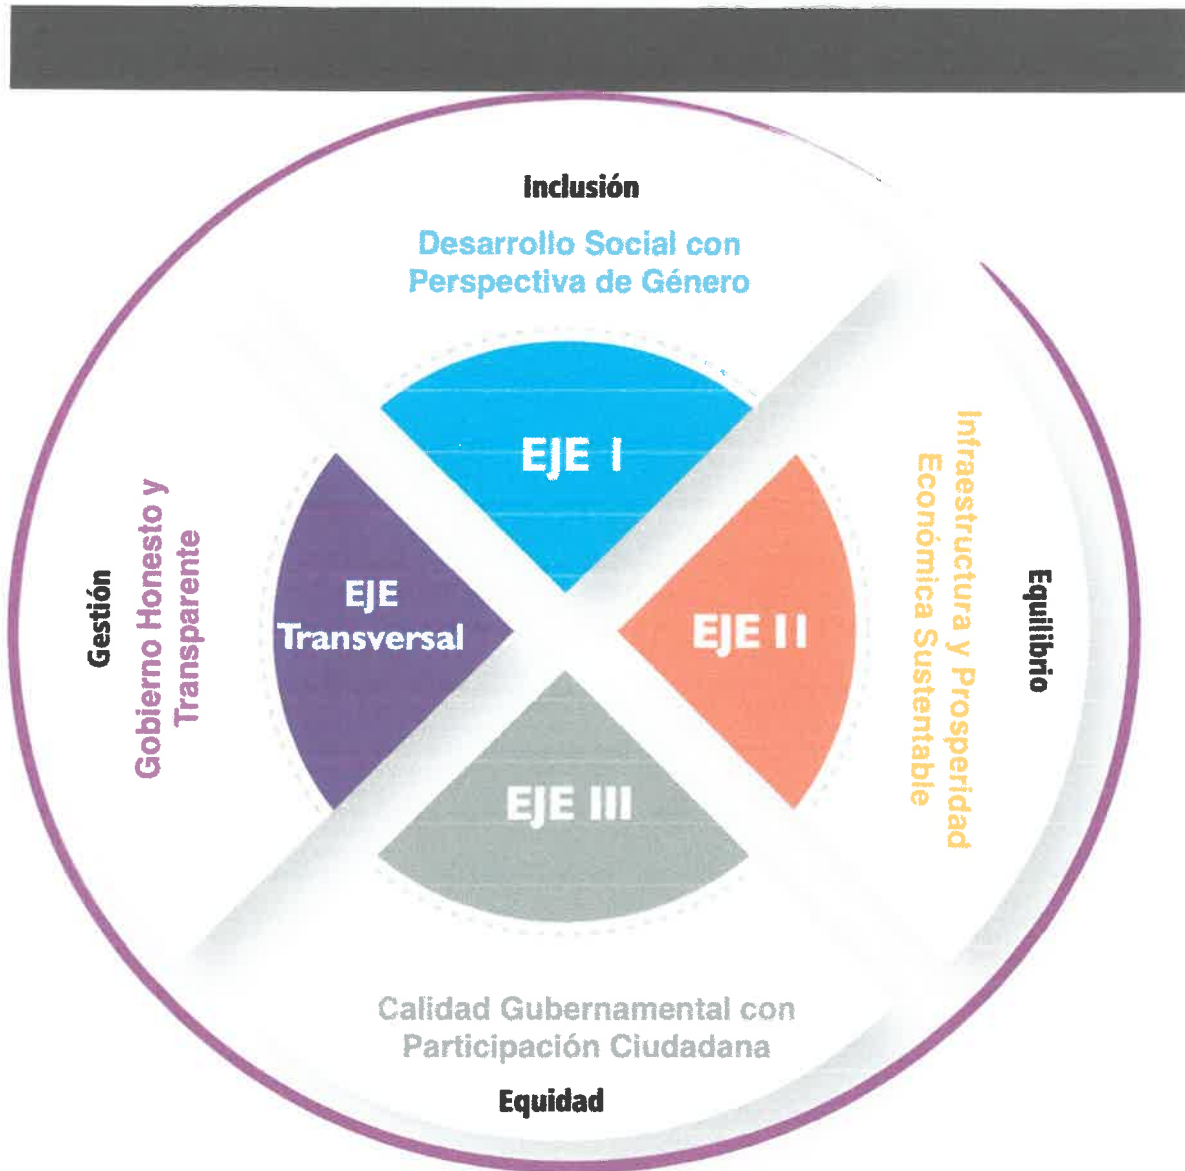 Inclusión
Desarrollo Social con
Perspectiva de Género
EJE I
Gestión
Gobierno Honesto y
Transparente
EJE
Transversal
EJE II
Infraestructura y Prosperidad
Económica Sustentable
Equilibrio
EJE III
Calidad Gubernamental con
Participación Ciudadana
Equidad